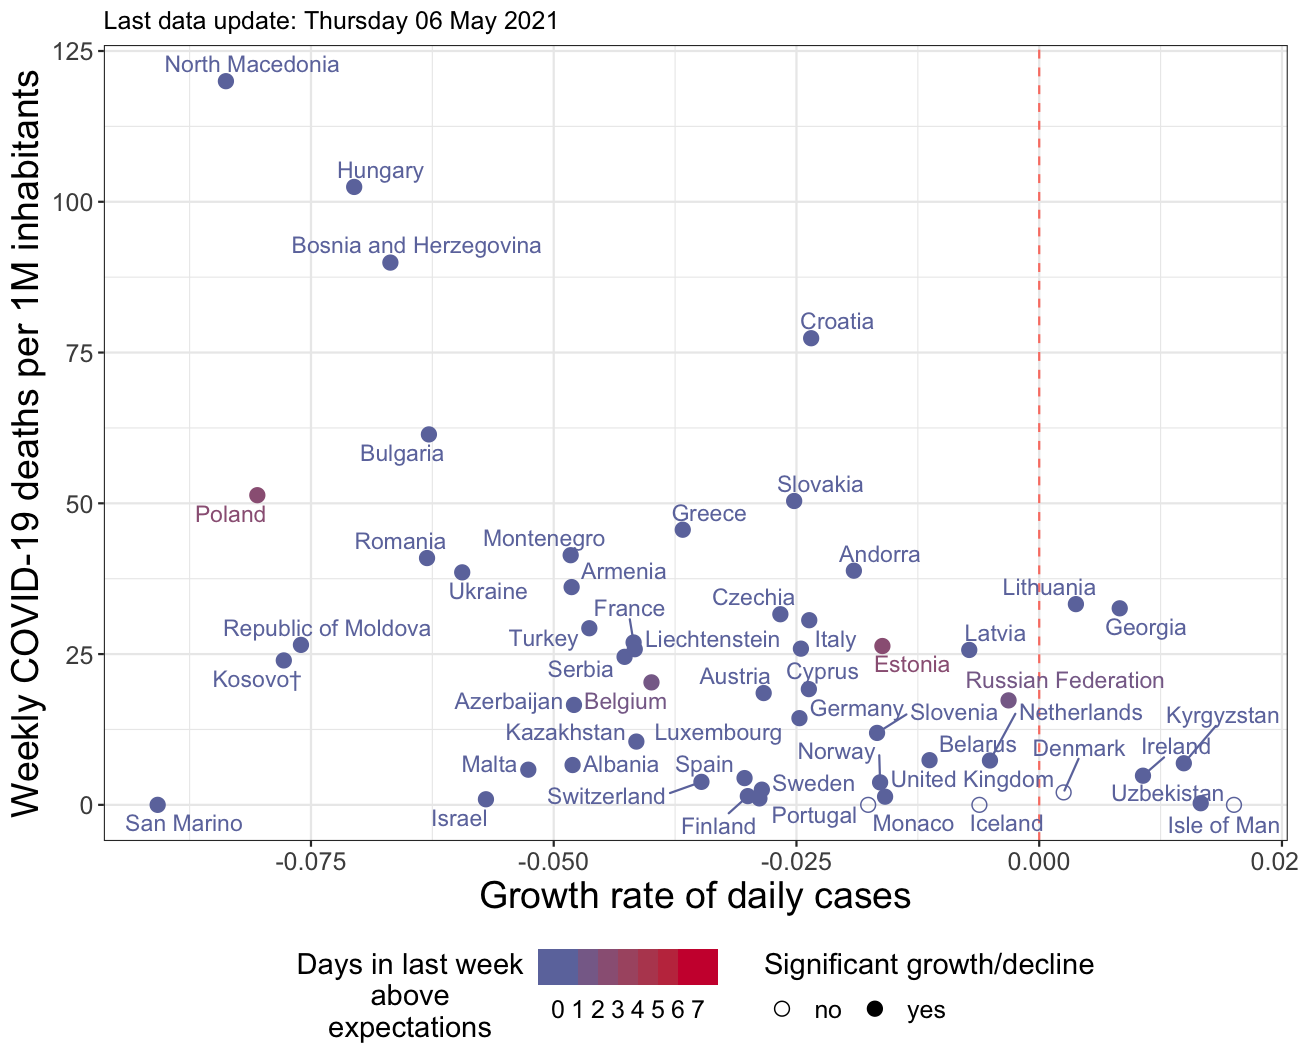 Last data update: Thursday 06 May 2021
Weekly COVID-19 deaths per 1M inhabitants
125
North Macedonia
Hungary
100
Bosnia and Herzegovina
Croatia
75
Bulgaria
Slovakia
50
Poland
Greece
Romania
Montenegro
Andorra
Armenia
Ukraine
Lithuania
Czechia
France
Republic of Moldova
Georgia
Latvia
Turkey
Liechtenstein
Italy
25
Estonia
Serbia
Cyprus
Austria
Kosovo†
Russian Federation
Azerbaijan
Belgium
Germany
Slovenia
Netherlands
Kyrgyzstan
Kazakhstan
Luxembourg
Belarus
Ireland
Norway
Denmark
Malta
Albania
Spain
United Kingdom
Sweden
Uzbekistan
Switzerland
0
Portugal
Israel
San Marino
Finland
Monaco
Iceland
Isle of Man
-0.075
-0.050
-0.025
0.000
0.02
Growth rate of daily cases
Days in last week
above
expectations
0 1 2 3 4 5 6 7
Significant growth/decline
no
yes